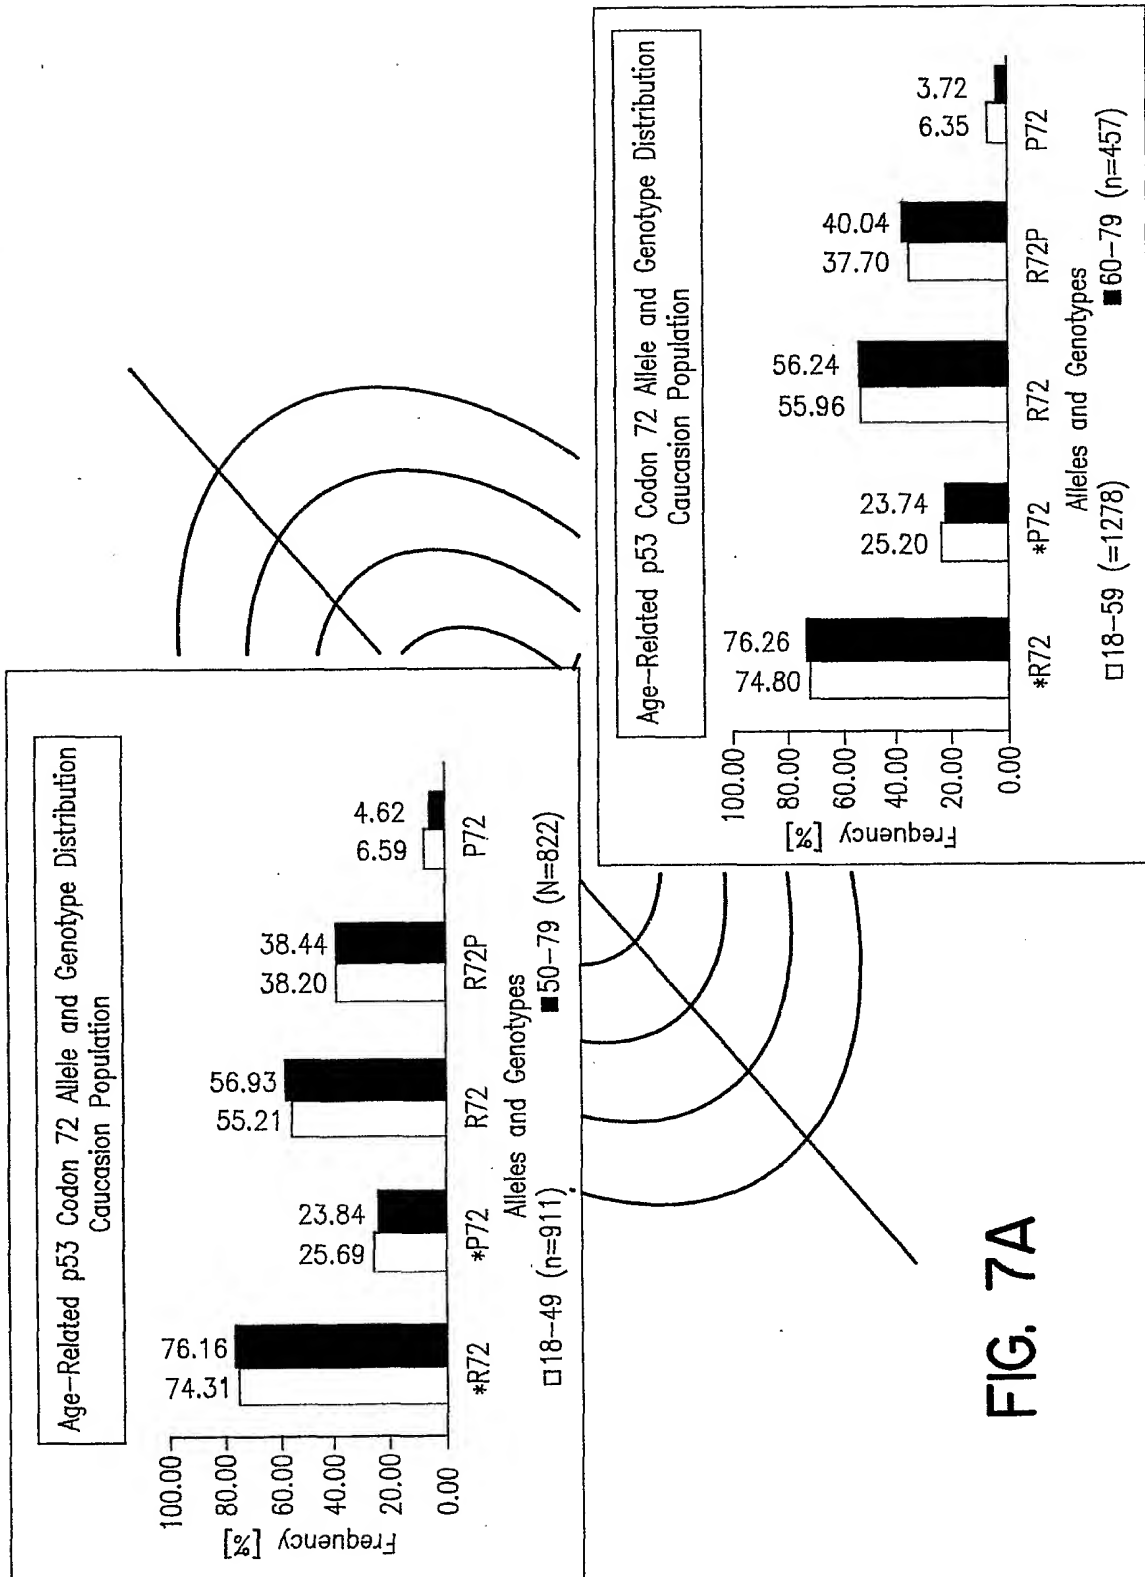 Age-Related p53 Codon 72 Allele and Genotype Distribution
Caucasion Population
Frequency [%]
100.00
80.00
60.00
40.00
20.00
0.00
74.31
76.16
25.69
23.84
55.21
56.93
38.20
38.44
6.59
4.62
*R72
*P72
R72
R72P
P72
Alleles and Genotypes
□18-49 (n=911)
■50-79 (N=822)
Age-Related p53 Codon 72 Allele and Genotype Distribution
Caucasion Population
Frequency [%]
100.00
80.00
60.00
40.00
20.00
0.00
74.80
76.26
25.20
23.74
55.96
56.24
37.70
40.04
6.35
3.72
*R72
*P72
R72
R72P
P72
Alleles and Genotypes
□18-59 (=1278)
■60-79 (n=457)
FIG. 7A